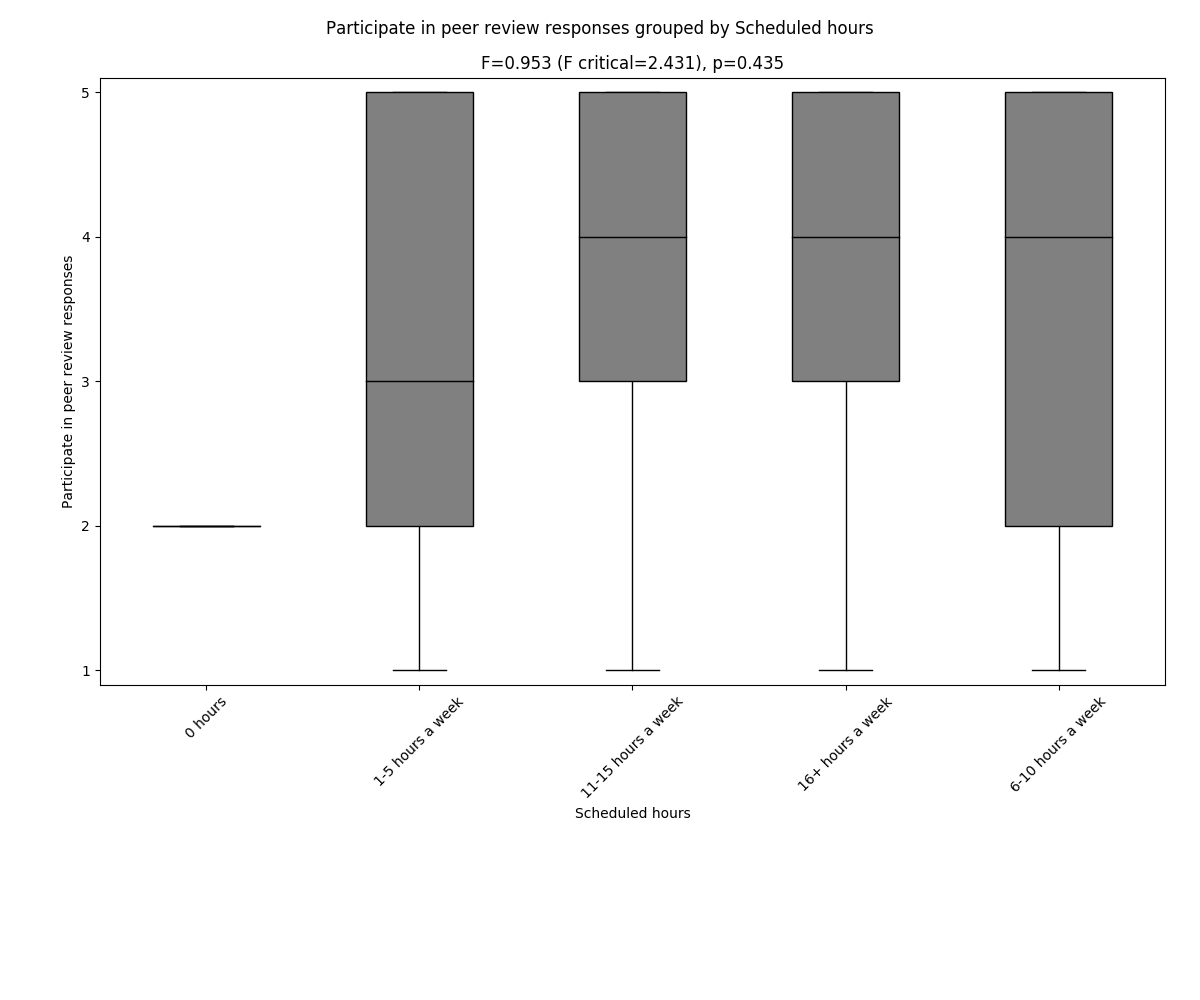 Participate in peer review responses grouped by Scheduled hours
F=0.953 (F critical=2.431), p=0.435
5
4
3
2
1
Participate in peer review responses
0 hours
1-5 hours a week
11-15 hours a week
16+ hours a week
6-10 hours a week
Scheduled hours